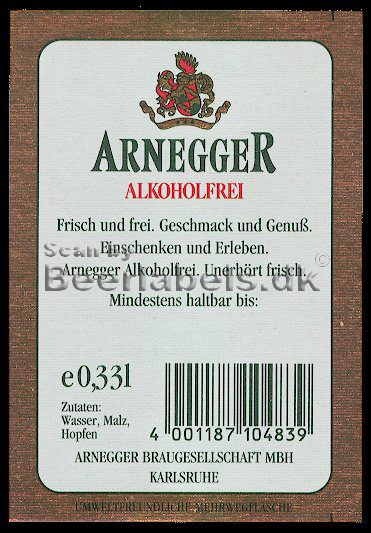 ARNEGGER
ALKOHOLFREI
Frisch und frei. Geschmack und Genuß.
Einschenken und Erleben.
Arnegger Alkoholfrei. Unerhört frisch.
Scan by
Beerlabels.dk ©
Mindestens haltbar bis:
e 0,33 l
Zutaten:
Wasser, Malz,
Hopfen
4 001187 104839
ARNEGGER BRAUGESELLSCHAFT MBH
KARLSRUHE
UMWELTFREUNDLICHE MEHRWEGFLASCHE